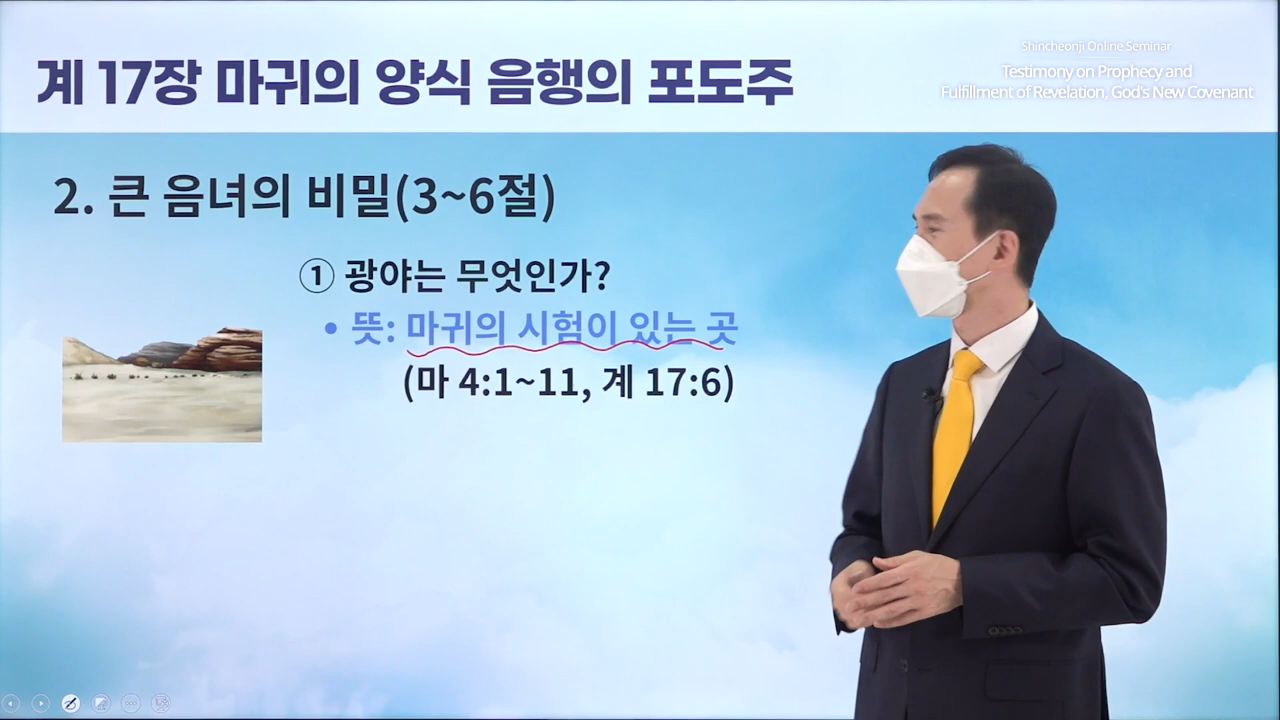 계 17장 마귀의 양식 음행의 포도주
Shincheonji Online Seminar
Testimony on Prophecy and
Fulfillment of Revelation, God's New Covenant
2. 큰 음녀의 비밀(3~6절)
① 광야는 무엇인가?
• 뜻: 마귀의 시험이 있는 곳
(마 4:1~11, 계 17:6)